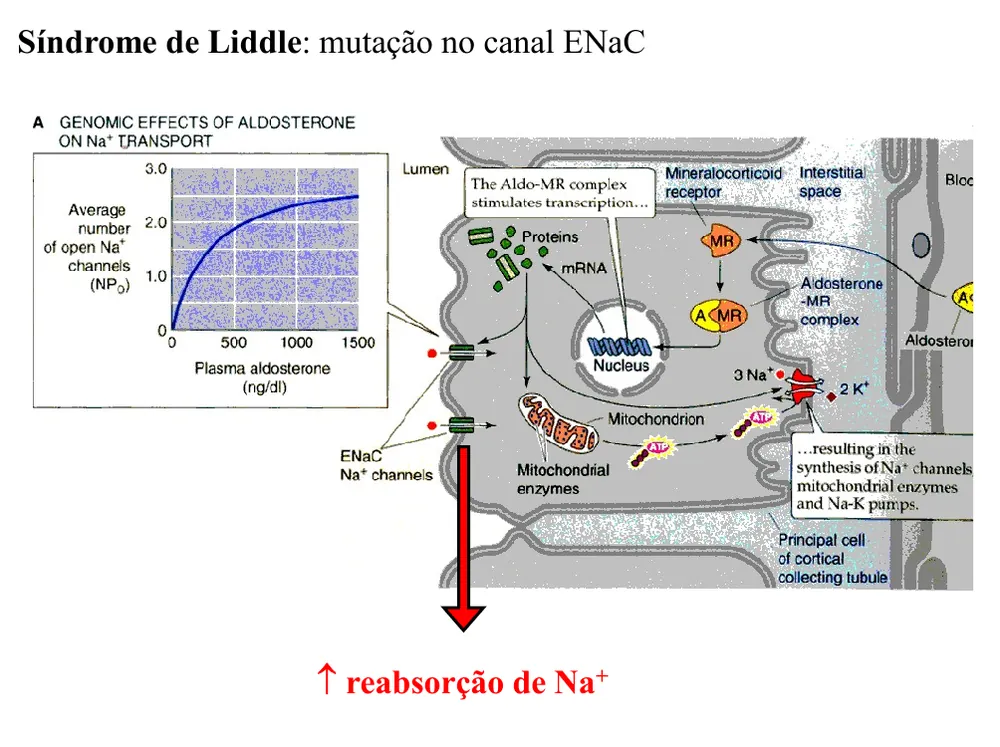 Síndrome de Liddle: mutação no canal ENaC
A GENOMIC EFFECTS OF ALDOSTERONE
ON Na⁺ TRANSPORT
3.0
2.0
1.0
0
Average
number
of open Na⁺
channels
(NPO)
0 500 1000 1500
Plasma aldosterone
(ng/dl)
Lumen
The Aldo-MR complex
stimulates transcription…
Mineralocorticoid
receptor
Interstitial
space
Proteins
mRNA
MR
A MR
Aldosterone
-MR
complex
A
Nucleus
3 Na⁺
2 K⁺
Mitochondrion
ATP
ATP
ENaC
Na⁺ channels
Mitochondrial
enzymes
…resulting in the
synthesis of Na⁺ channels
mitochondrial enzymes
and Na-K pumps.
Principal cell
of cortical
collecting tubule
↑ reabsorção de Na⁺